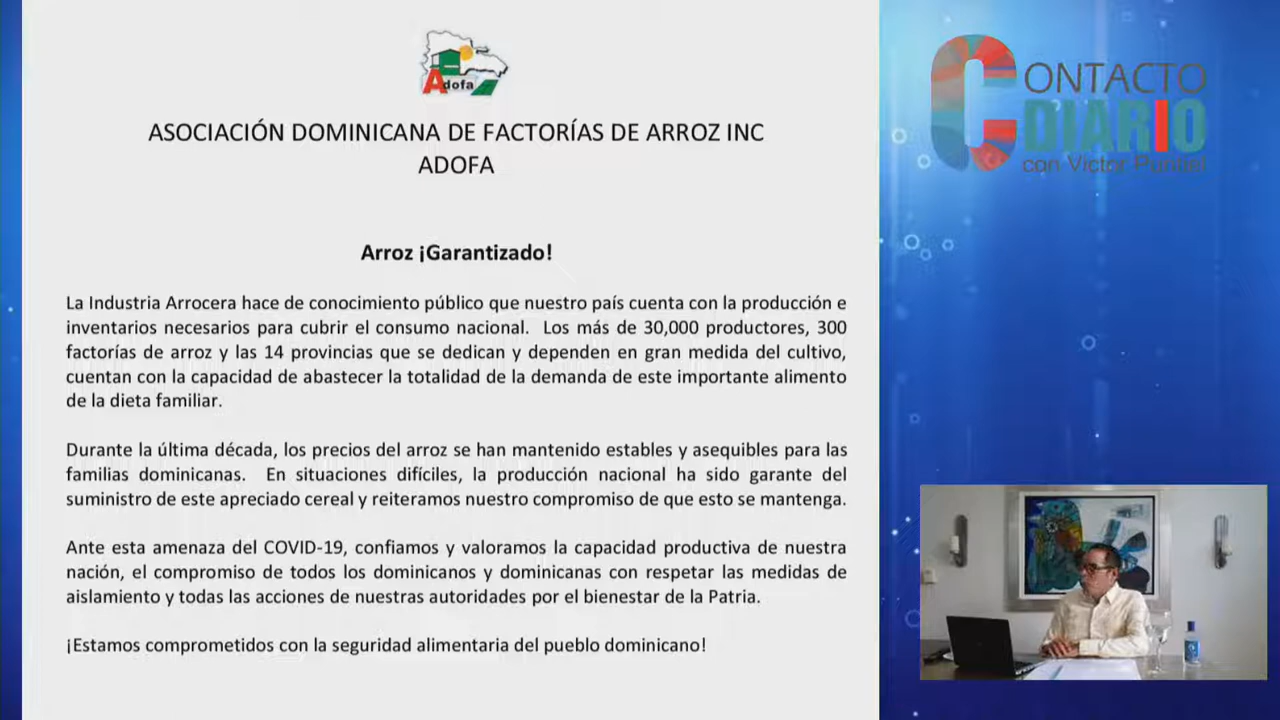 Adofa
ASOCIACIÓN DOMINICANA DE FACTORÍAS DE ARROZ INC
ADOFA
Arroz ¡Garantizado!
La Industria Arrocera hace de conocimiento público que nuestro país cuenta con la producción e
inventarios necesarios para cubrir el consumo nacional. Los más de 30,000 productores, 300
factorías de arroz y las 14 provincias que se dedican y dependen en gran medida del cultivo,
cuentan con la capacidad de abastecer la totalidad de la demanda de este importante alimento
de la dieta familiar.
Durante la última década, los precios del arroz se han mantenido estables y asequibles para las
familias dominicanas. En situaciones difíciles, la producción nacional ha sido garante del
suministro de este apreciado cereal y reiteramos nuestro compromiso de que esto se mantenga.
Ante esta amenaza del COVID-19, confiamos y valoramos la capacidad productiva de nuestra
nación, el compromiso de todos los doninicanos y dominicanas con respetar las medidas de
aislamiento y todas las acciones de nuestras autoridades por el bienestar de la Patria.
¡Estamos comprometidos con la seguridad alimentaria del pueblo dominicano!
CONTACTO
DIARIO
con Victor Puntiel